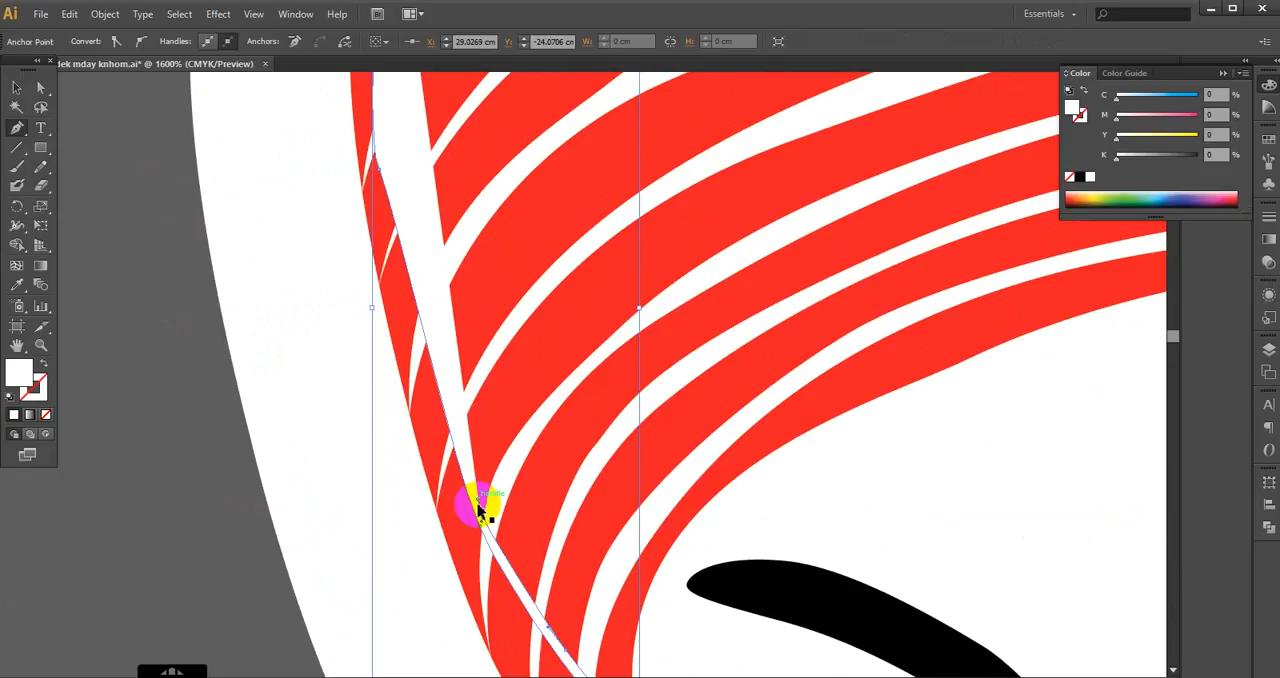 Ai File Edit Object Type Select Effect View Window Help Br Essentials
Anchor Point Convert: Handles: Anchors: X: 29.0269 cm Y: -24.0706 cm W: 0 cm H: 0 cm
dek mday knhom.ai* @ 1600% (CMYK/Preview) ×
Color Color Guide
C 0 %
M 0 %
Y 0 %
K 0 %
T
A
handle